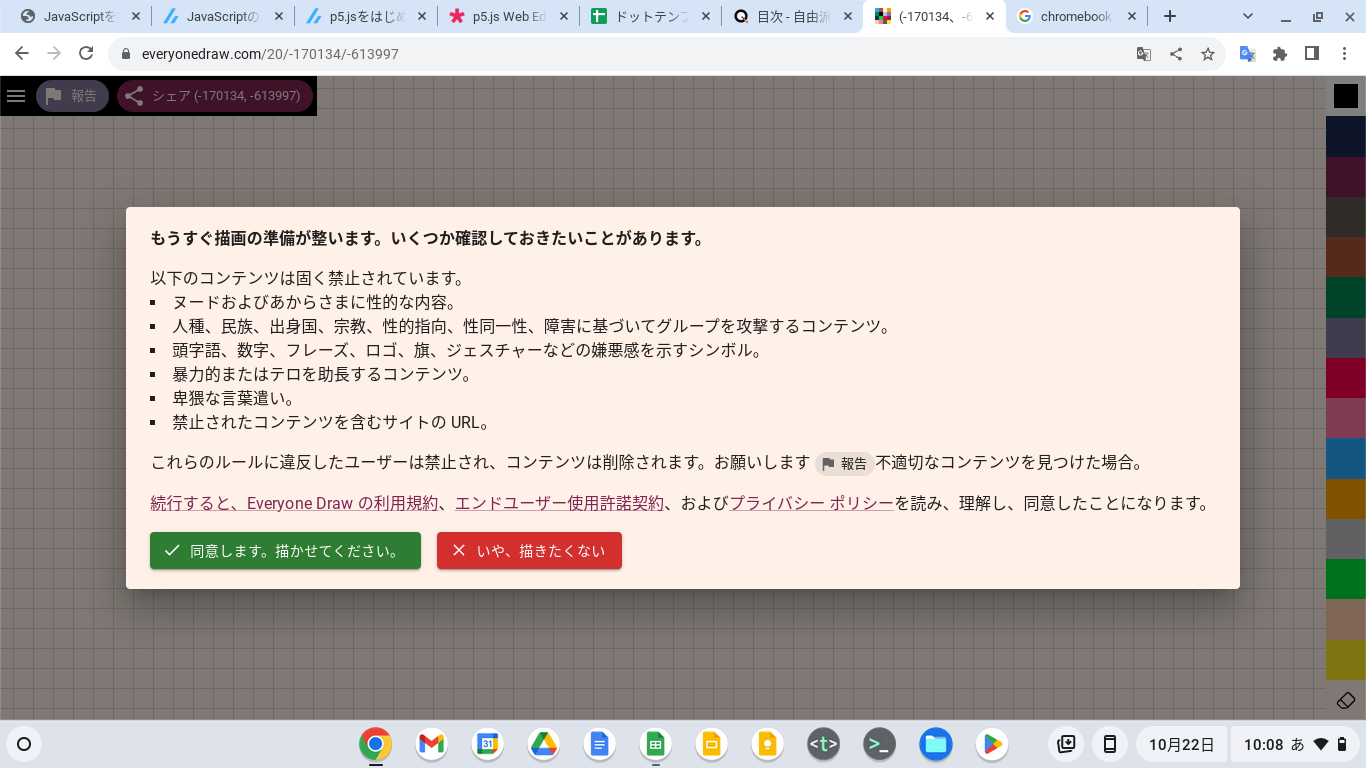 JavaScriptを
JavaScriptの
p5.jsをはじめ
p5.js Web Ed
ドットテンプ
目次 - 自由派
(-170134、-6
chromebook
everyonedraw.com/20/-170134/-613997
報告
シェア (-170134, -613997)
もうすぐ描画の準備が整います。いくつか確認しておきたいことがあります。
以下のコンテンツは固く禁止されています。
ヌードおよびあからさまに性的な内容。
人種、民族、出身国、宗教、性的指向、性同一性、障害に基づいてグループを攻撃するコンテンツ。
頭字語、数字、フレーズ、ロゴ、旗、ジェスチャーなどの嫌悪感を示すシンボル。
暴力的またはテロを助長するコンテンツ。
卑猥な言葉遣い。
禁止されたコンテンツを含むサイトの URL。
これらのルールに違反したユーザーは禁止され、コンテンツは削除されます。お願いします 報告 不適切なコンテンツを見つけた場合。
続行すると、Everyone Draw の利用規約、エンドユーザー使用許諾契約、およびプライバシー ポリシーを読み、理解し、同意したことになります。
同意します。描かせてください。
いや、描きたくない
31
<t>
>_
10月22日
10:08 あ